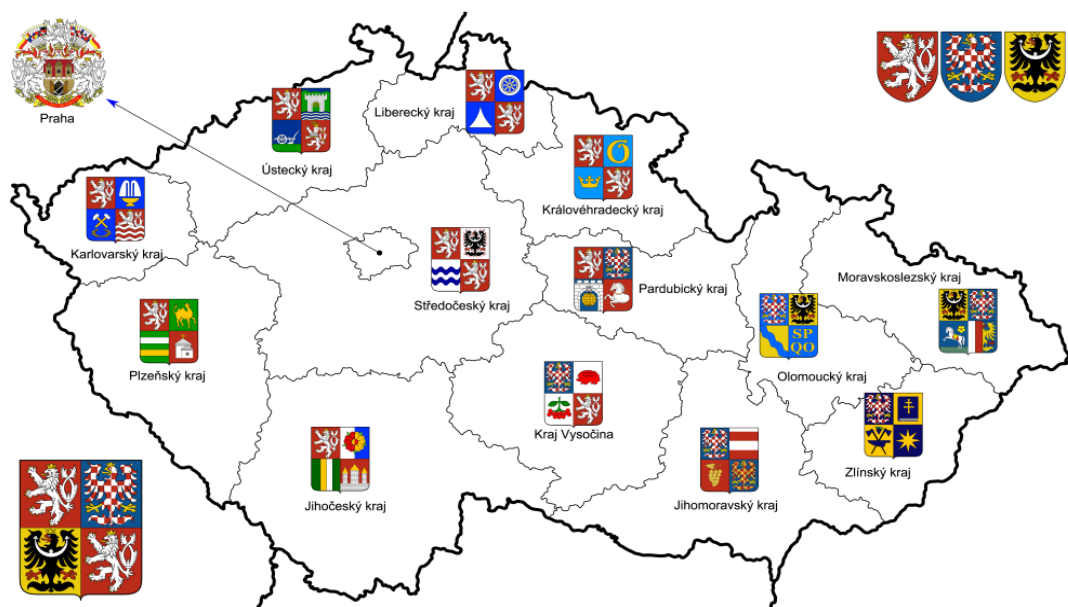 Praha
Liberecký kraj
Ústecký kraj
Královéhradecký kraj
Karlovarský kraj
Středočeský kraj
Pardubický kraj
Moravskoslezský kraj
Plzeňský kraj
SP
QO
Olomoucký kraj
Kraj Vysočina
Zlínský kraj
Jihočeský kraj
Jihomoravský kraj